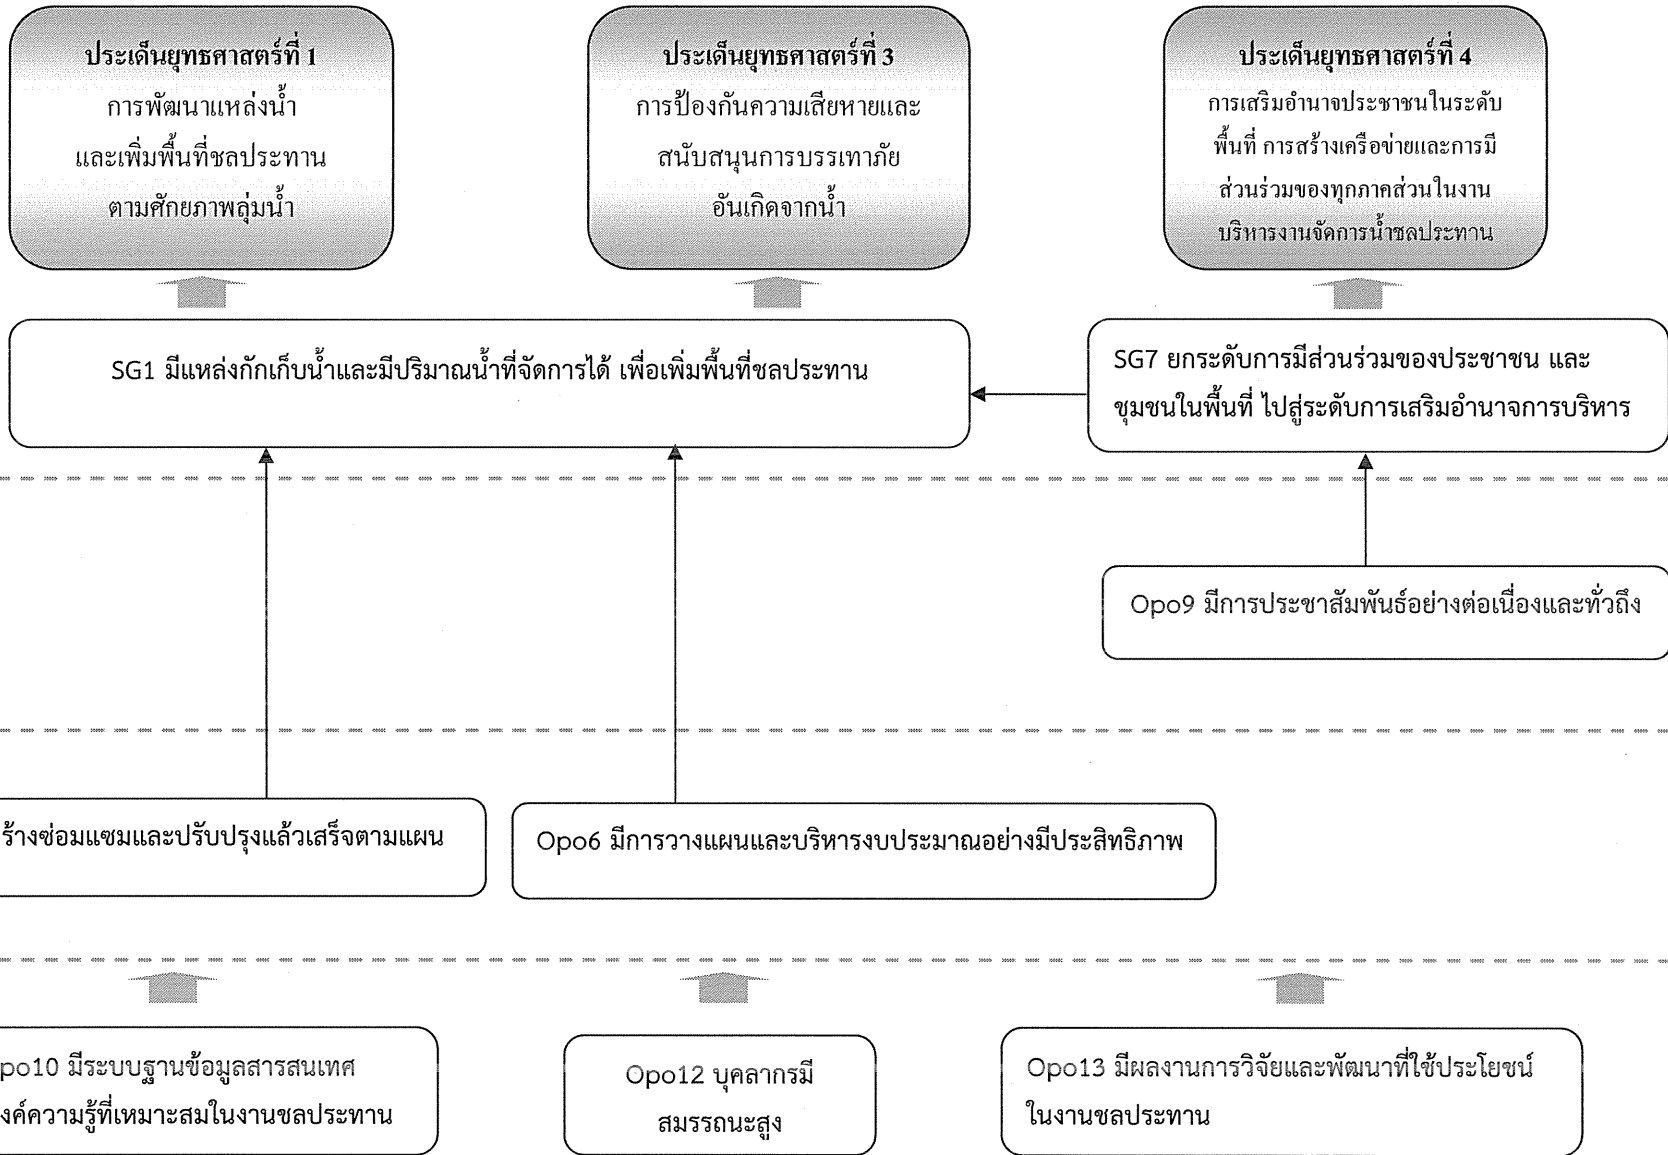 ประเด็นยุทธศาสตร์ที่ 1
การพัฒนาแหล่งน้ำ
และเพิ่มพื้นที่ชลประทาน
ตามศักยภาพลุ่มน้ำ
ประเด็นยุทธศาสตร์ที่ 3
การป้องกันความเสียหายและ
สนับสนุนการบรรเทาภัย
อันเกิดจากน้ำ
ประเด็นยุทธศาสตร์ที่ 4
การเสริมอำนาจประชาชนในระดับ
พื้นที่ การสร้างเครือข่ายและการมี
ส่วนร่วมของทุกภาคส่วนในงาน
บริหารงานจัดการน้ำชลประทาน
SG1 มีแหล่งกักเก็บน้ำและมีปริมาณน้ำที่จัดการได้ เพื่อเพิ่มพื้นที่ชลประทาน
SG7 ยกระดับการมีส่วนร่วมของประชาชน และ
ชุมชนในพื้นที่ ไปสู่ระดับการเสริมอำนาจการบริหาร
Opo9 มีการประชาสัมพันธ์อย่างต่อเนื่องและทั่วถึง
ร้างซ่อมแซมและปรับปรุงแล้วเสร็จตามแผน
Opo6 มีการวางแผนและบริหารงบประมาณอย่างมีประสิทธิภาพ
po10 มีระบบฐานข้อมูลสารสนเทศ
งค์ความรู้ที่เหมาะสมในงานชลประทาน
Opo12 บุคลากรมี
สมรรถนะสูง
Opo13 มีผลงานการวิจัยและพัฒนาที่ใช้ประโยชน์
ในงานชลประทาน